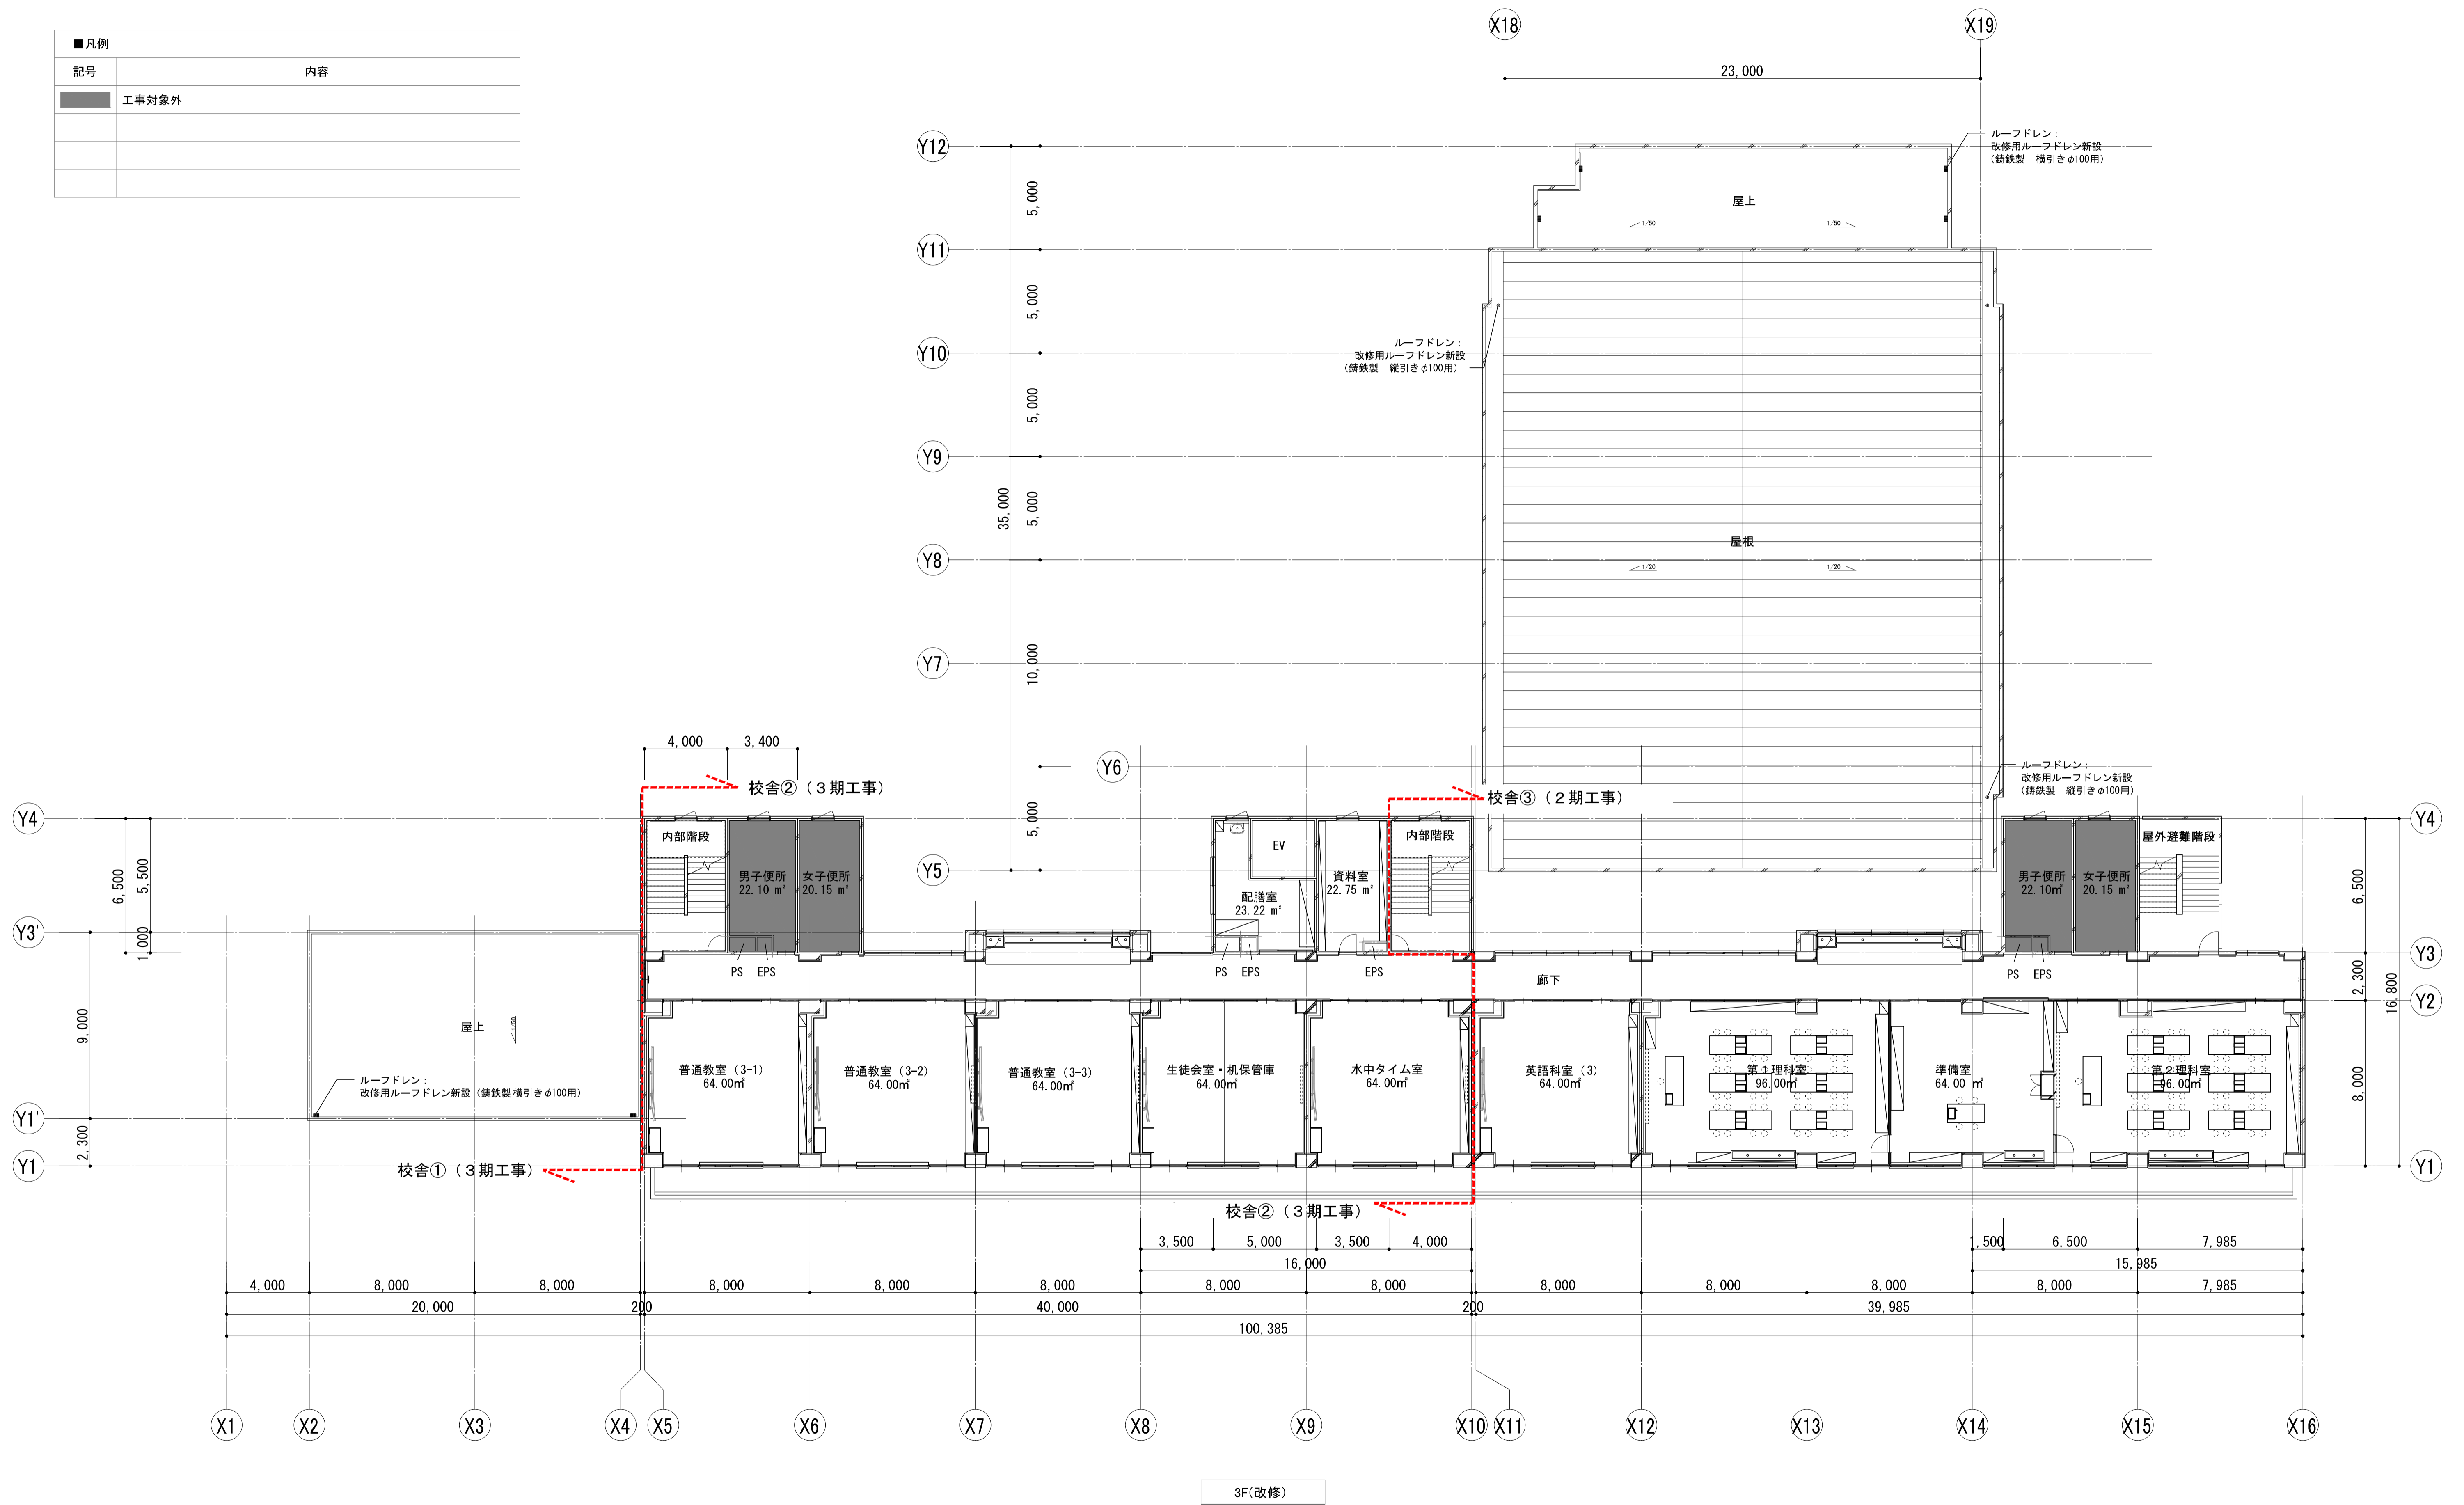 ■凡例
記号 内容
工事対象外
X18 X19
23,000
Y12
Y11
Y10
Y9
Y8
Y7
Y6
Y5
5,000
5,000
5,000
5,000
10,000
5,000
35,000
ルーフドレン：
改修用ルーフドレン新設
（鋳鉄製　横引きφ100用）
屋上
1/50 1/50
ルーフドレン：
改修用ルーフドレン新設
（鋳鉄製　縦引きφ100用）
屋根
1/20 1/20
ルーフドレン：
改修用ルーフドレン新設
（鋳鉄製　縦引きφ100用）
4,000 3,400
校舎②（３期工事）
校舎③（２期工事）
Y4 Y4
Y3' Y3
Y2
Y1'
Y1 Y1
6,500
5,500
1,000
9,000
2,300
6,500
2,300
8,000
16,800
内部階段
男子便所
22.10 ㎡
女子便所
20.15 ㎡
PS EPS
EV
配膳室
23.22 ㎡
PS EPS
資料室
22.75 ㎡
EPS
内部階段
男子便所
22.10㎡
女子便所
20.15 ㎡
屋外避難階段
PS EPS
廊下
屋上
1/50
ルーフドレン：
改修用ルーフドレン新設（鋳鉄製 横引きφ100用）
普通教室（3-1）
64.00㎡
普通教室（3-2）
64.00㎡
普通教室（3-3）
64.00㎡
生徒会室・机保管庫
64.00㎡
水中タイム室
64.00㎡
英語科室（3）
64.00㎡
第１理科室
96.00㎡
準備室
64.00 ㎡
第２理科室
96.00㎡
校舎①（３期工事）
校舎②（３期工事）
3,500 5,000 3,500 4,000 1,500 6,500 7,985
16,000 15,985
4,000 8,000 8,000 8,000 8,000 8,000 8,000 8,000 8,000 8,000 8,000 8,000 7,985
20,000 200 40,000 200 39,985
100,385
X1 X2 X3 X4 X5 X6 X7 X8 X9 X10 X11 X12 X13 X14 X15 X16
3F(改修)